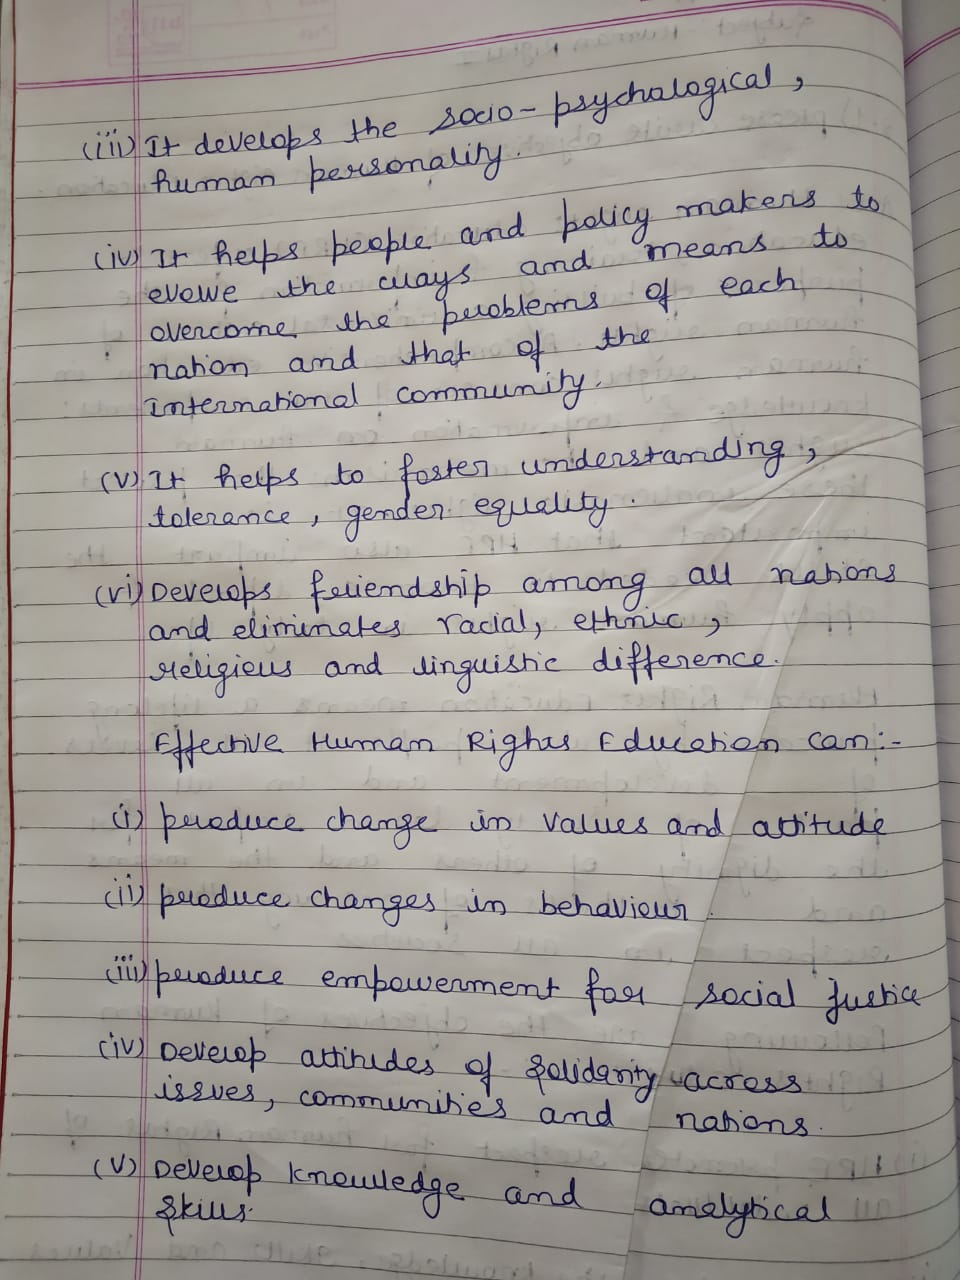 (iii) It develops the socio-psychalogical,
human personality.
(iv) It helps people and policy makers to
evowe the ways and means to
overcome the problems of each
nation and that of the
International community.
(v) It helps to foster understanding,
tolerance, gender equality.
(vi) Develops friendship among all nations
and eliminates racial, ethnic,
religious and linguistic difference.
Effective Human Rights Education can:-
(i) produce change in values and attitude
(ii) produce changes in behaviour.
(iii) produce empowerment for social justice
(iv) Develop attitudes of solidarity across
issues, communities and nations.
(v) Develop knowledge and analytical
skills.